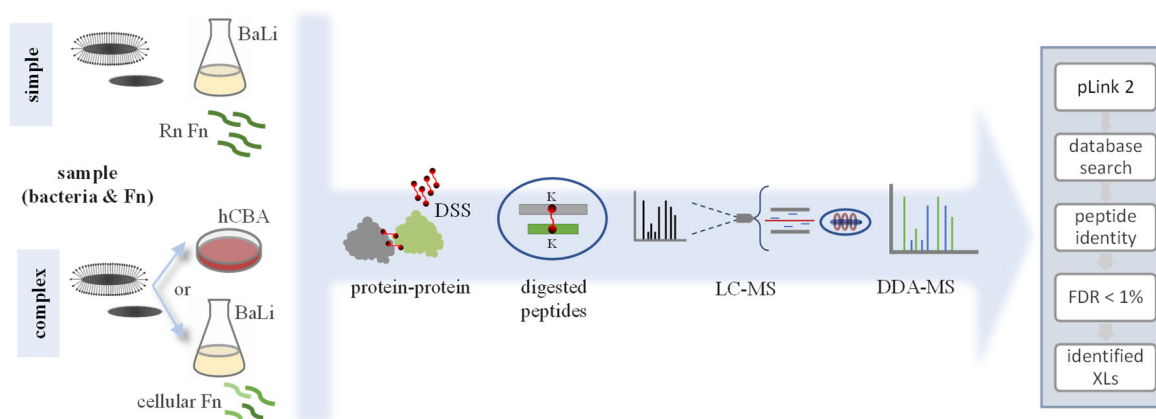 simple
BaLi
Rn Fn
sample
(bacteria & Fn)
complex
hCBA
or
BaLi
cellular Fn
DSS
protein-protein
K
K
digested
peptides
LC-MS
DDA-MS
pLink 2
database
search
peptide
identity
FDR < 1%
identified
XLs